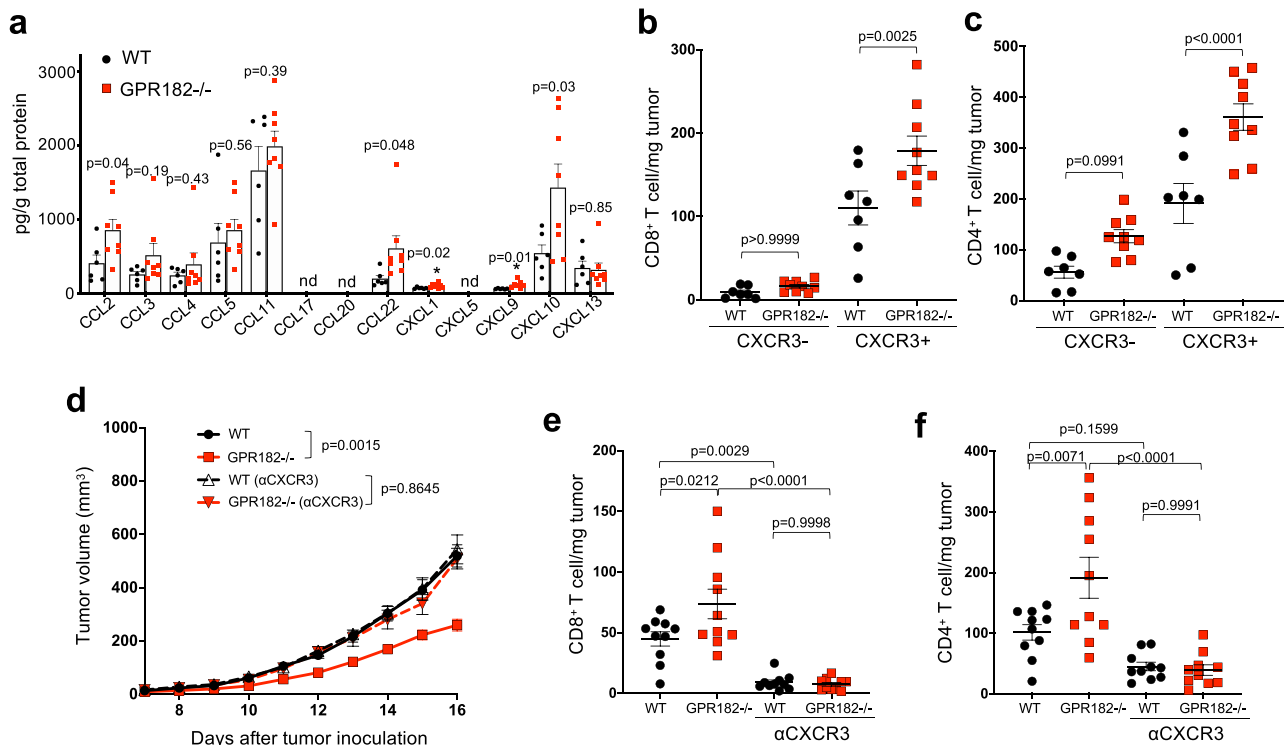 a
WT
GPR182-/-
pg/g total protein
3000
2000
1000
0
p=0.04
p=0.19
p=0.43
p=0.56
p=0.39
nd
nd
p=0.048
p=0.02
*
nd
p=0.01
*
p=0.03
p=0.85
CCL2
CCL3
CCL4
CCL5
CCL11
CCL17
CCL20
CCL22
CXCL1
CXCL5
CXCL9
CXCL10
CXCL13
b
CD8+ T cell/mg tumor
300
200
100
0
p=0.0025
p>0.9999
WT GPR182-/- WT GPR182-/-
CXCR3- CXCR3+
c
CD4+ T cell/mg tumor
500
400
300
200
100
0
p<0.0001
p=0.0991
WT GPR182-/- WT GPR182-/-
CXCR3- CXCR3+
d
Tumor volume (mm3)
1000
800
600
400
200
0
WT
GPR182-/-
p=0.0015
WT (αCXCR3)
GPR182-/- (αCXCR3)
p=0.8645
8 10 12 14 16
Days after tumor inoculation
e
CD8+ T cell/mg tumor
200
150
100
50
0
p=0.0029
p=0.0212
p<0.0001
p=0.9998
WT GPR182-/- WT GPR182-/-
αCXCR3
f
CD4+ T cell/mg tumor
400
300
200
100
0
p=0.1599
p=0.0071
p<0.0001
p=0.9991
WT GPR182-/- WT GPR182-/-
αCXCR3